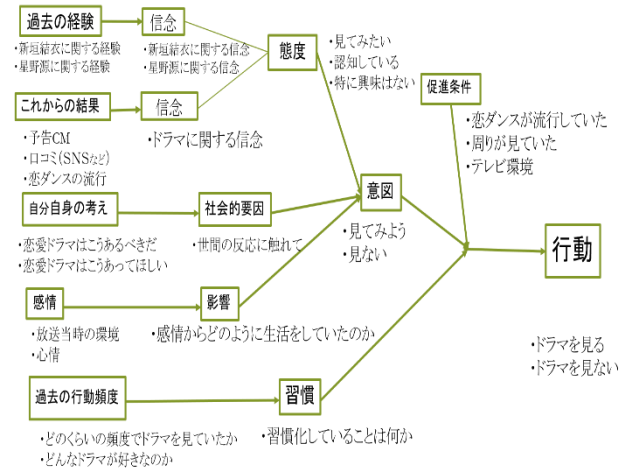 過去の経験
信念
・新垣結衣に関する経験
・星野源に関する経験
・新垣結衣に関する信念
・星野源に関する信念
態度
・見てみたい
・認知している
・特に興味はない
これからの結果
信念
・予告CM
・口コミ(SNSなど)
・恋ダンスの流行
・ドラマに関する信念
促進条件
・恋ダンスが流行していた
・周りが見ていた
・テレビ環境
自分自身の考え
社会的要因
意図
・恋愛ドラマはこうあるべきだ
・恋愛ドラマはこうあってほしい
・世間の反応に触れて
・見てみよう
・見ない
行動
・ドラマを見る
・ドラマを見ない
感情
影響
・放送当時の環境
・心情
・感情からどのように生活をしていたのか
過去の行動頻度
習慣
・どのくらいの頻度でドラマを見ていたか
・どんなドラマが好きなのか
・習慣化していることは何か